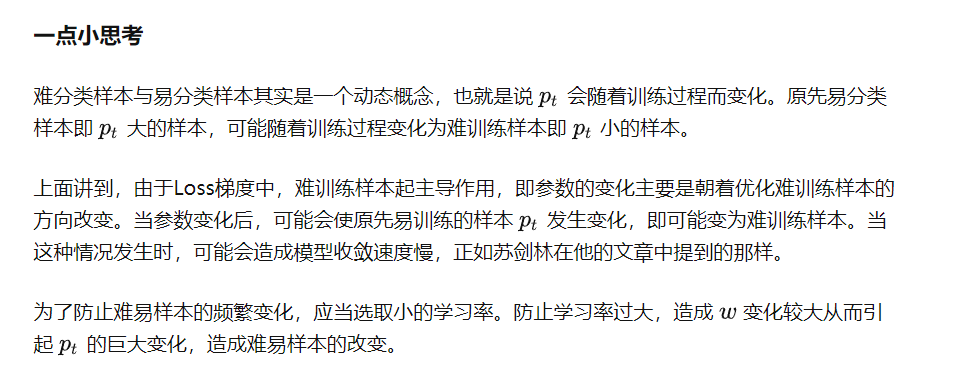 一点小思考
难分类样本与易分类样本其实是一个动态概念，也就是说 pt 会随着训练过程而变化。原先易分类
样本即 pt 大的样本，可能随着训练过程变化为难训练样本即 pt 小的样本。
上面讲到，由于Loss梯度中，难训练样本起主导作用，即参数的变化主要是朝着优化难训练样本的
方向改变。当参数变化后，可能会使原先易训练的样本 pt 发生变化，即可能变为难训练样本。当
这种情况发生时，可能会造成模型收敛速度慢，正如苏剑林在他的文章中提到的那样。
为了防止难易样本的频繁变化，应当选取小的学习率。防止学习率过大，造成 w 变化较大从而引
起 pt 的巨大变化，造成难易样本的改变。